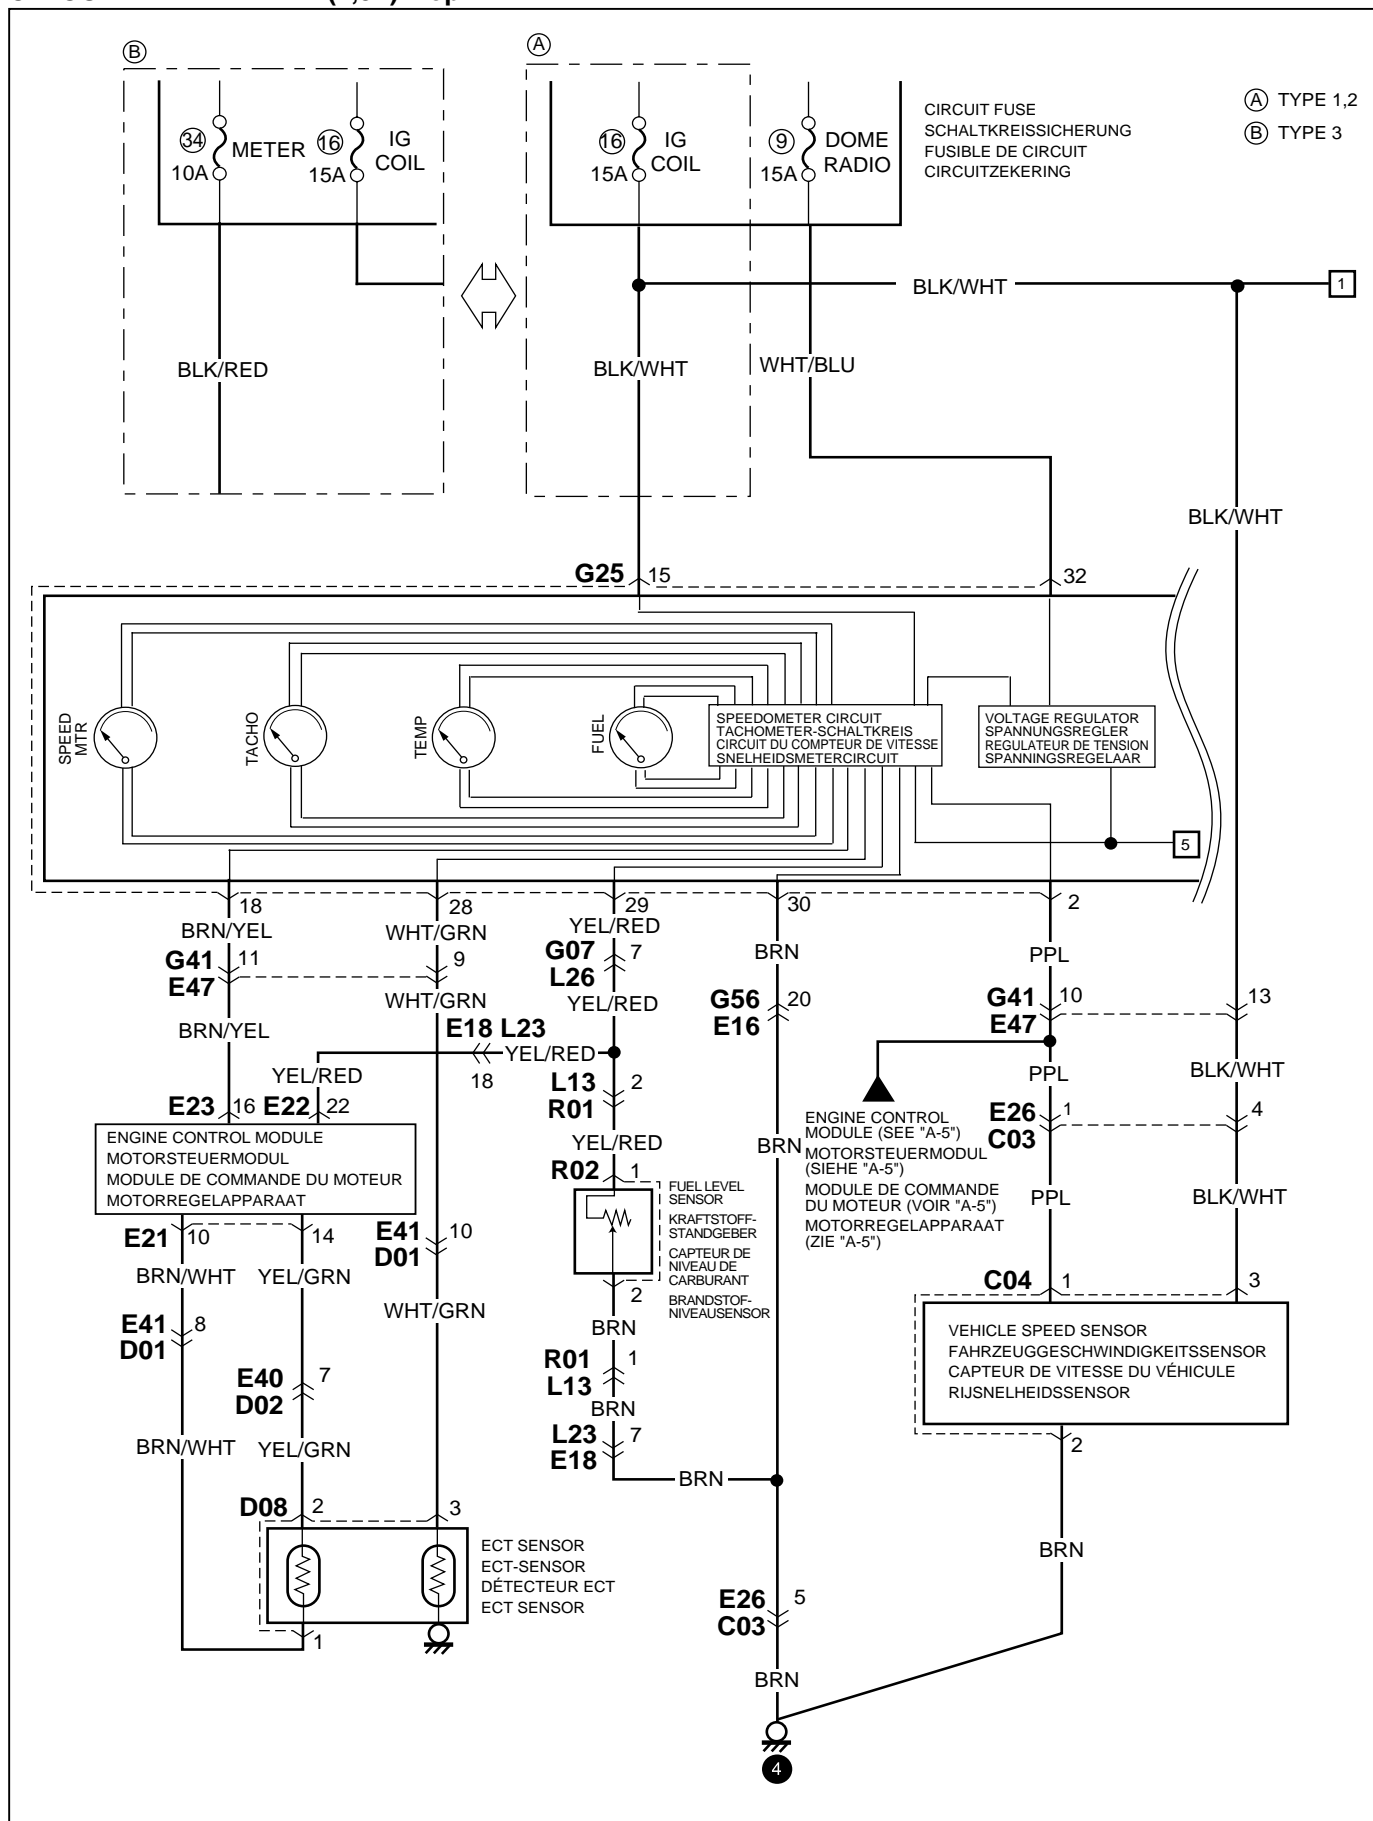 B
A
34
10A
METER
16
15A
IG
COIL
16
15A
IG
COIL
9
15A
DOME
RADIO
CIRCUIT FUSE
SCHALTKREISSICHERUNG
FUSIBLE DE CIRCUIT
CIRCUITZEKERING
A TYPE 1,2
B TYPE 3
BLK/WHT
1
BLK/RED
BLK/WHT
WHT/BLU
BLK/WHT
G25 15
32
SPEED
MTR
TACHO
TEMP
FUEL
SPEEDOMETER CIRCUIT
TACHOMETER-SCHALTKREIS
CIRCUIT DU COMPTEUR DE VITESSE
SNELHEIDSMETERCIRCUIT
VOLTAGE REGULATOR
SPANNUNGSREGLER
REGULATEUR DE TENSION
SPANNINGSREGELAAR
5
18
28
29
30
2
BRN/YEL
WHT/GRN
YEL/RED
BRN
PPL
G41 11
E47
9
G07 7
L26
G56 20
E16
G41 10
E47
13
WHT/GRN
YEL/RED
BRN/YEL
E18 L23
18
YEL/RED
YEL/RED
PPL
BLK/WHT
E23 16
E22 22
L13 2
R01
E26 1
C03
4
ENGINE CONTROL MODULE
MOTORSTEUERMODUL
MODULE DE COMMANDE DU MOTEUR
MOTORREGELAPPARAAT
YEL/RED
BRN
ENGINE CONTROL
MODULE (SEE "A-5")
MOTORSTEUERMODUL
(SIEHE "A-5")
MODULE DE COMMANDE
DU MOTEUR (VOIR "A-5")
MOTORREGELAPPARAAT
(ZIE "A-5")
R02 1
FUEL LEVEL
SENSOR
KRAFTSTOFF-
STANDGEBER
CAPTEUR DE
NIVEAU DE
CARBURANT
BRANDSTOF-
NIVEAUSENSOR
2
PPL
BLK/WHT
E21 10
14
E41 10
D01
BRN/WHT
YEL/GRN
WHT/GRN
C04 1
3
E41 8
D01
BRN
VEHICLE SPEED SENSOR
FAHRZEUGGESCHWINDIGKEITSSENSOR
CAPTEUR DE VITESSE DU VÉHICULE
RIJSNELHEIDSSENSOR
2
E40 7
D02
R01 1
L13
BRN
BRN/WHT
YEL/GRN
L23 7
E18
BRN
D08 2
3
ECT SENSOR
ECT-SENSOR
DÉTECTEUR ECT
ECT SENSOR
1
BRN
E26 5
C03
BRN
4